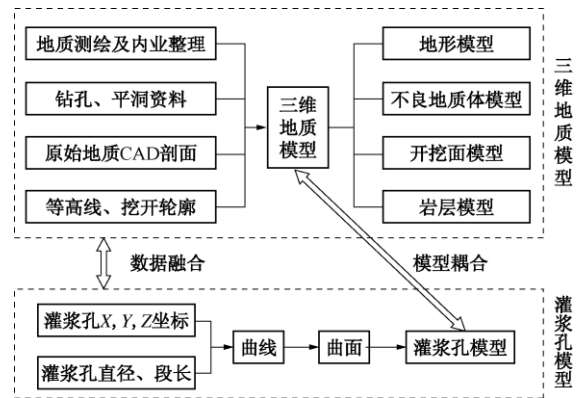 地质测绘及内业整理
钻孔、平洞资料
原始地质CAD剖面
等高线、挖开轮廓
三维
地质
模型
地形模型
不良地质体模型
开挖面模型
岩层模型
三维地质模型
数据融合
模型耦合
灌浆孔X, Y, Z坐标
灌浆孔直径、段长
曲线
曲面
灌浆孔模型
灌浆孔模型